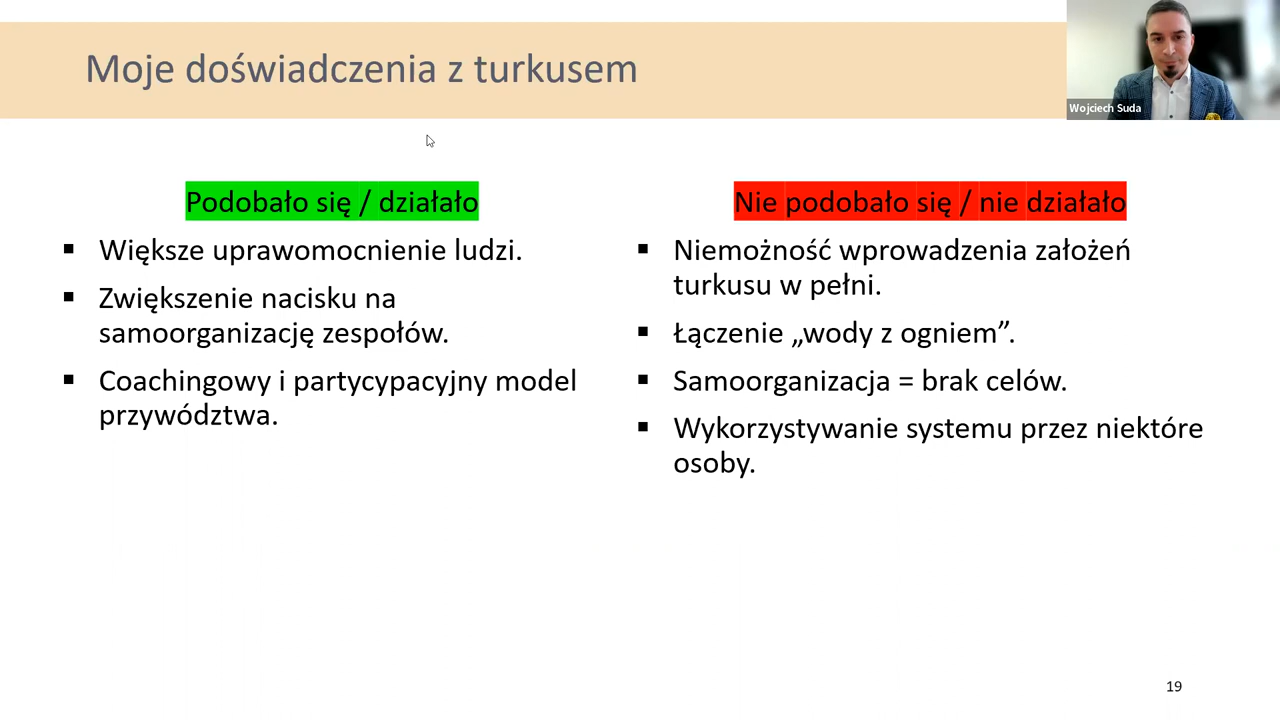 Moje doświadczenia z turkusem
Wojciech Suda
Podobało się / działało
▪ Większe uprawomocnienie ludzi.
▪ Zwiększenie nacisku na
samoorganizację zespołów.
▪ Coachingowy i partycypacyjny model
przywództwa.
Nie podobało się / nie działało
▪ Niemożność wprowadzenia założeń
turkusu w pełni.
▪ Łączenie „wody z ogniem”.
▪ Samoorganizacja = brak celów.
▪ Wykorzystywanie systemu przez niektóre
osoby.
19